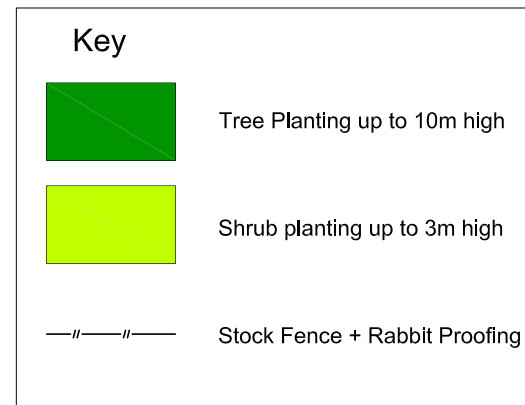 Key
Tree Planting up to 10m high
Shrub planting up to 3m high
Stock Fence + Rabbit Proofing